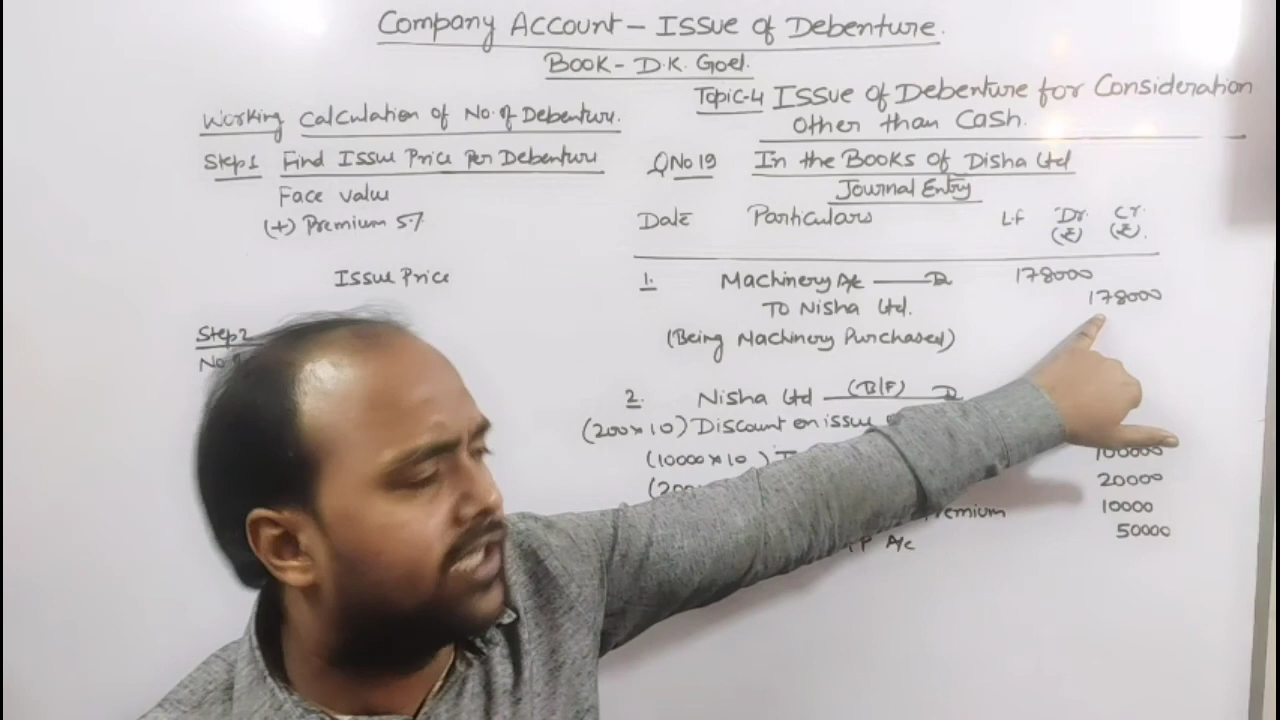 Company Account - Issue of Debenture.
Book - D.K. Goel.
Topic-4 Issue of Debenture for Consideration
Other than Cash.
Working Calculation of No. of Debenture.
Step1 Find Issue Price Per Debenture
Face value
(+) Premium 5%
Issue Price
Step2
QNo 19 In the Books of Disha Ltd
Journal Entry
Date Particulars L.F Dr. (₹) Cr. (₹).
1. Machinery A/c Dr 178000
To Nisha Ltd. 178000
(Being Machinery Purchased)
2. Nisha Ltd (B/F) Dr
(200×10) Discount on issue
(10000×10) 100000
20000
Premium 10000
A/c 50000